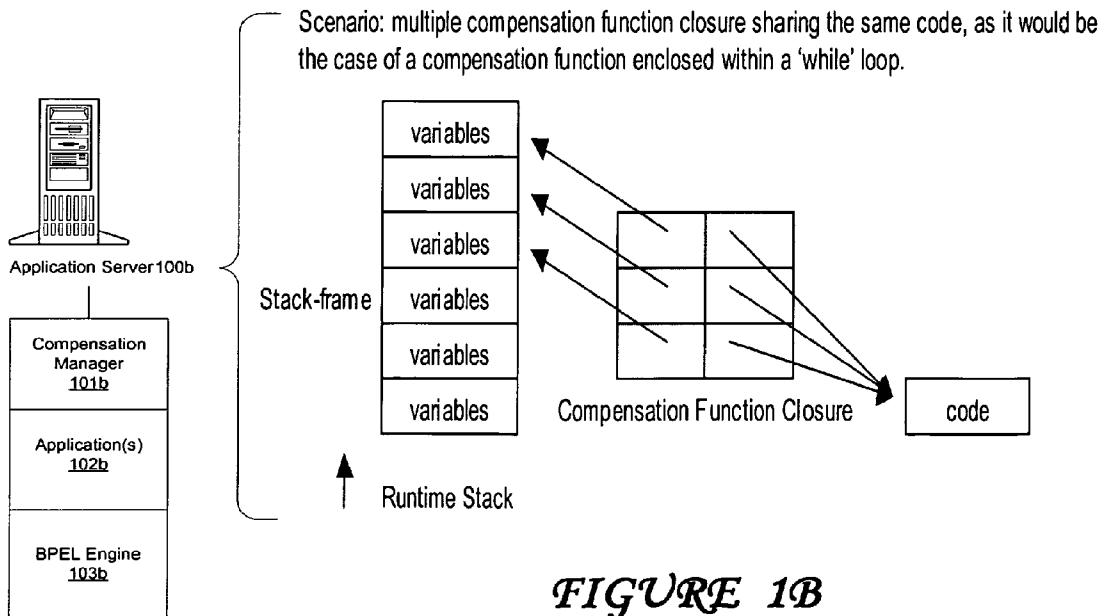 Scenario: multiple compensation function closure sharing the same code, as it would be
the case of a compensation function enclosed within a 'while' loop.
Application Server100b
Compensation
Manager
101b
Application(s)
102b
BPEL Engine
103b
Stack-frame
variables
variables
variables
variables
variables
variables
Compensation Function Closure
code
Runtime Stack
FIGURE 1B